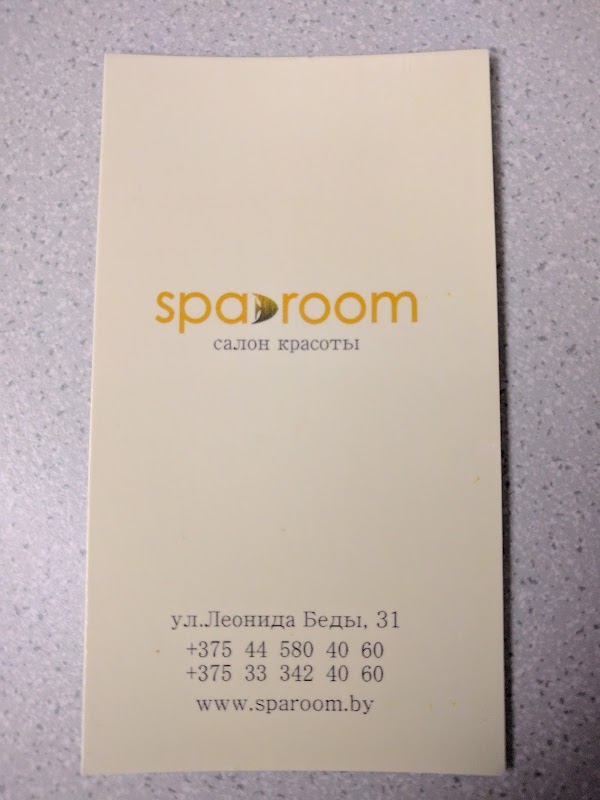 sparoom
салон красоты
ул.Леонида Беды, 31
+375 44 580 40 60
+375 33 342 40 60
www.sparoom.by